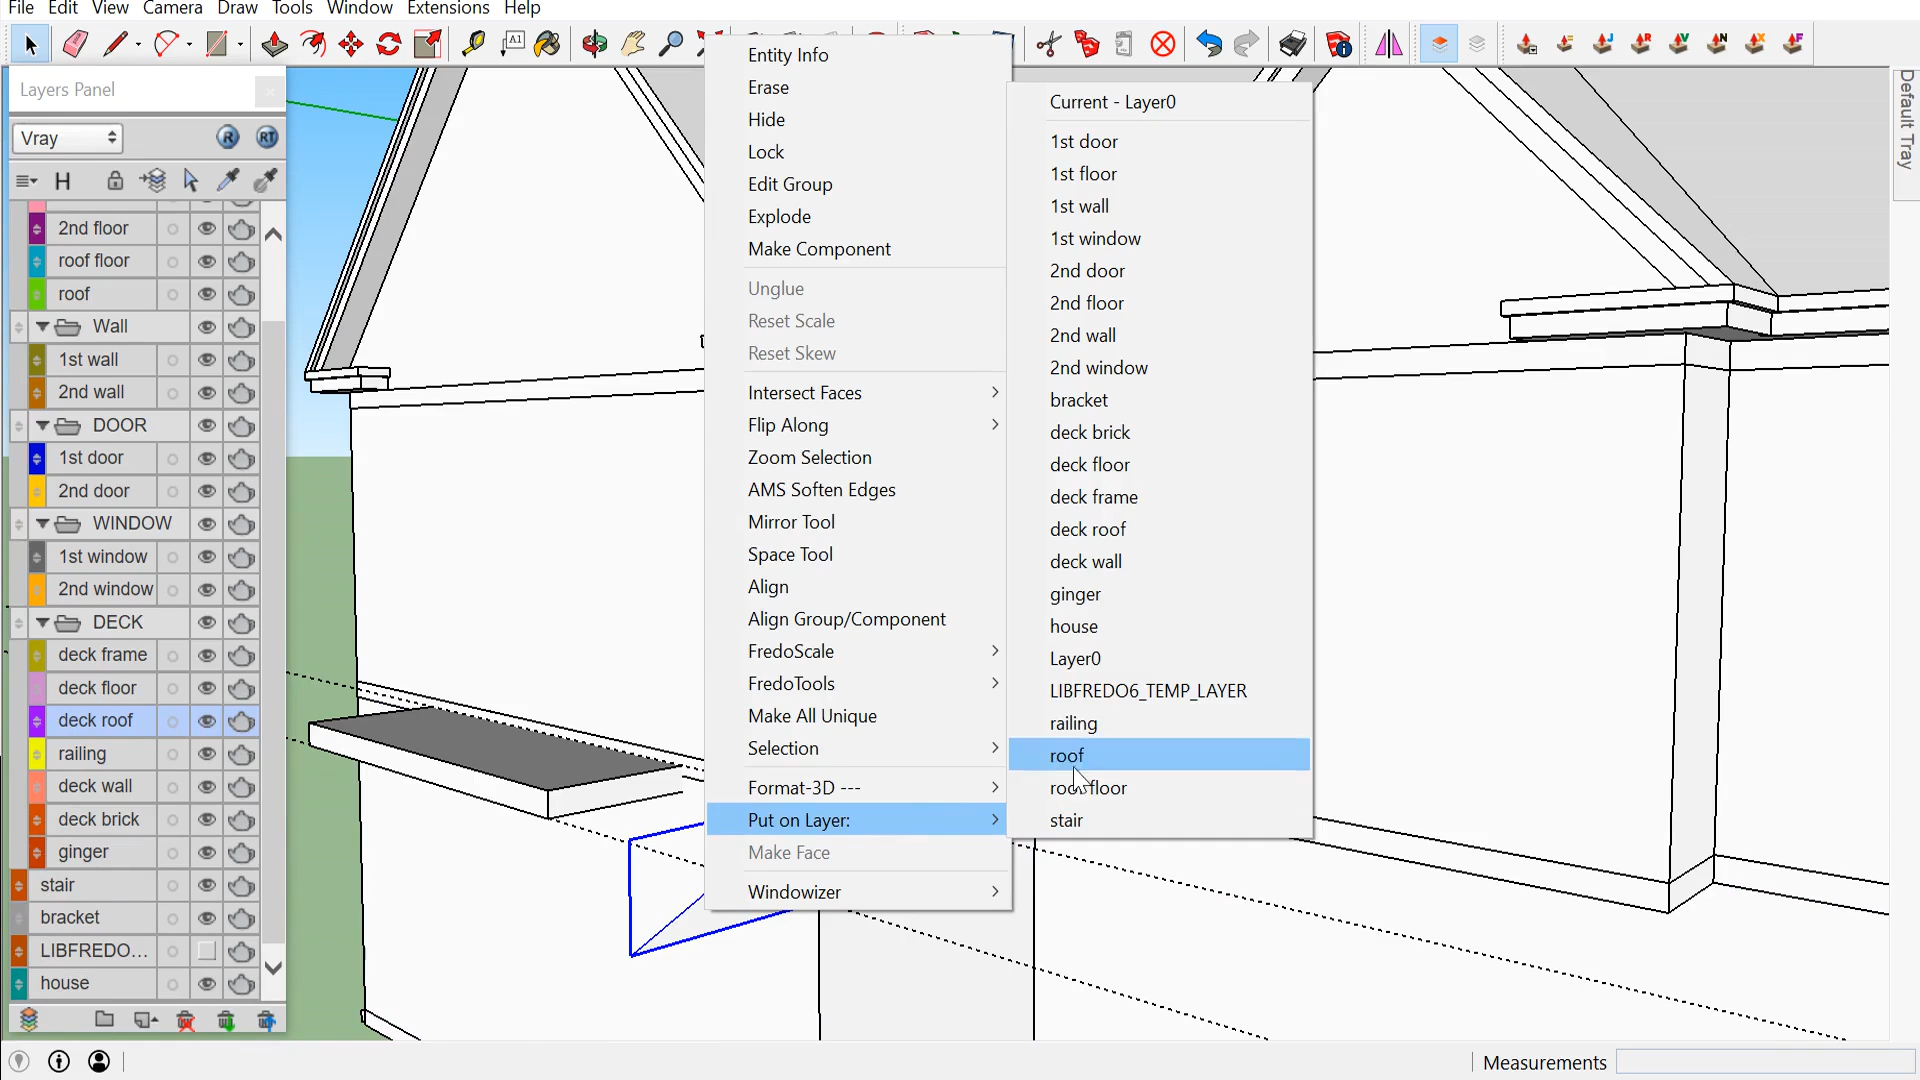 File Edit View Camera Draw Tools Window Extensions Help
A1
J R V N X F
Layers Panel
Vray
R RT
H
2nd floor
roof floor
roof
Wall
1st wall
2nd wall
DOOR
1st door
2nd door
WINDOW
1st window
2nd window
DECK
deck frame
deck floor
deck roof
railing
deck wall
deck brick
ginger
stair
bracket
LIBFREDO...
house
Entity Info
Erase
Hide
Lock
Edit Group
Explode
Make Component
Unglue
Reset Scale
Reset Skew
Intersect Faces
Flip Along
Zoom Selection
AMS Soften Edges
Mirror Tool
Space Tool
Align
Align Group/Component
FredoScale
FredoTools
Make All Unique
Selection
Format-3D ---
Put on Layer:
Make Face
Windowizer
Current - Layer0
1st door
1st floor
1st wall
1st window
2nd door
2nd floor
2nd wall
2nd window
bracket
deck brick
deck floor
deck frame
deck roof
deck wall
ginger
house
Layer0
LIBFREDO6_TEMP_LAYER
railing
roof
roof floor
stair
Default Tray
Measurements